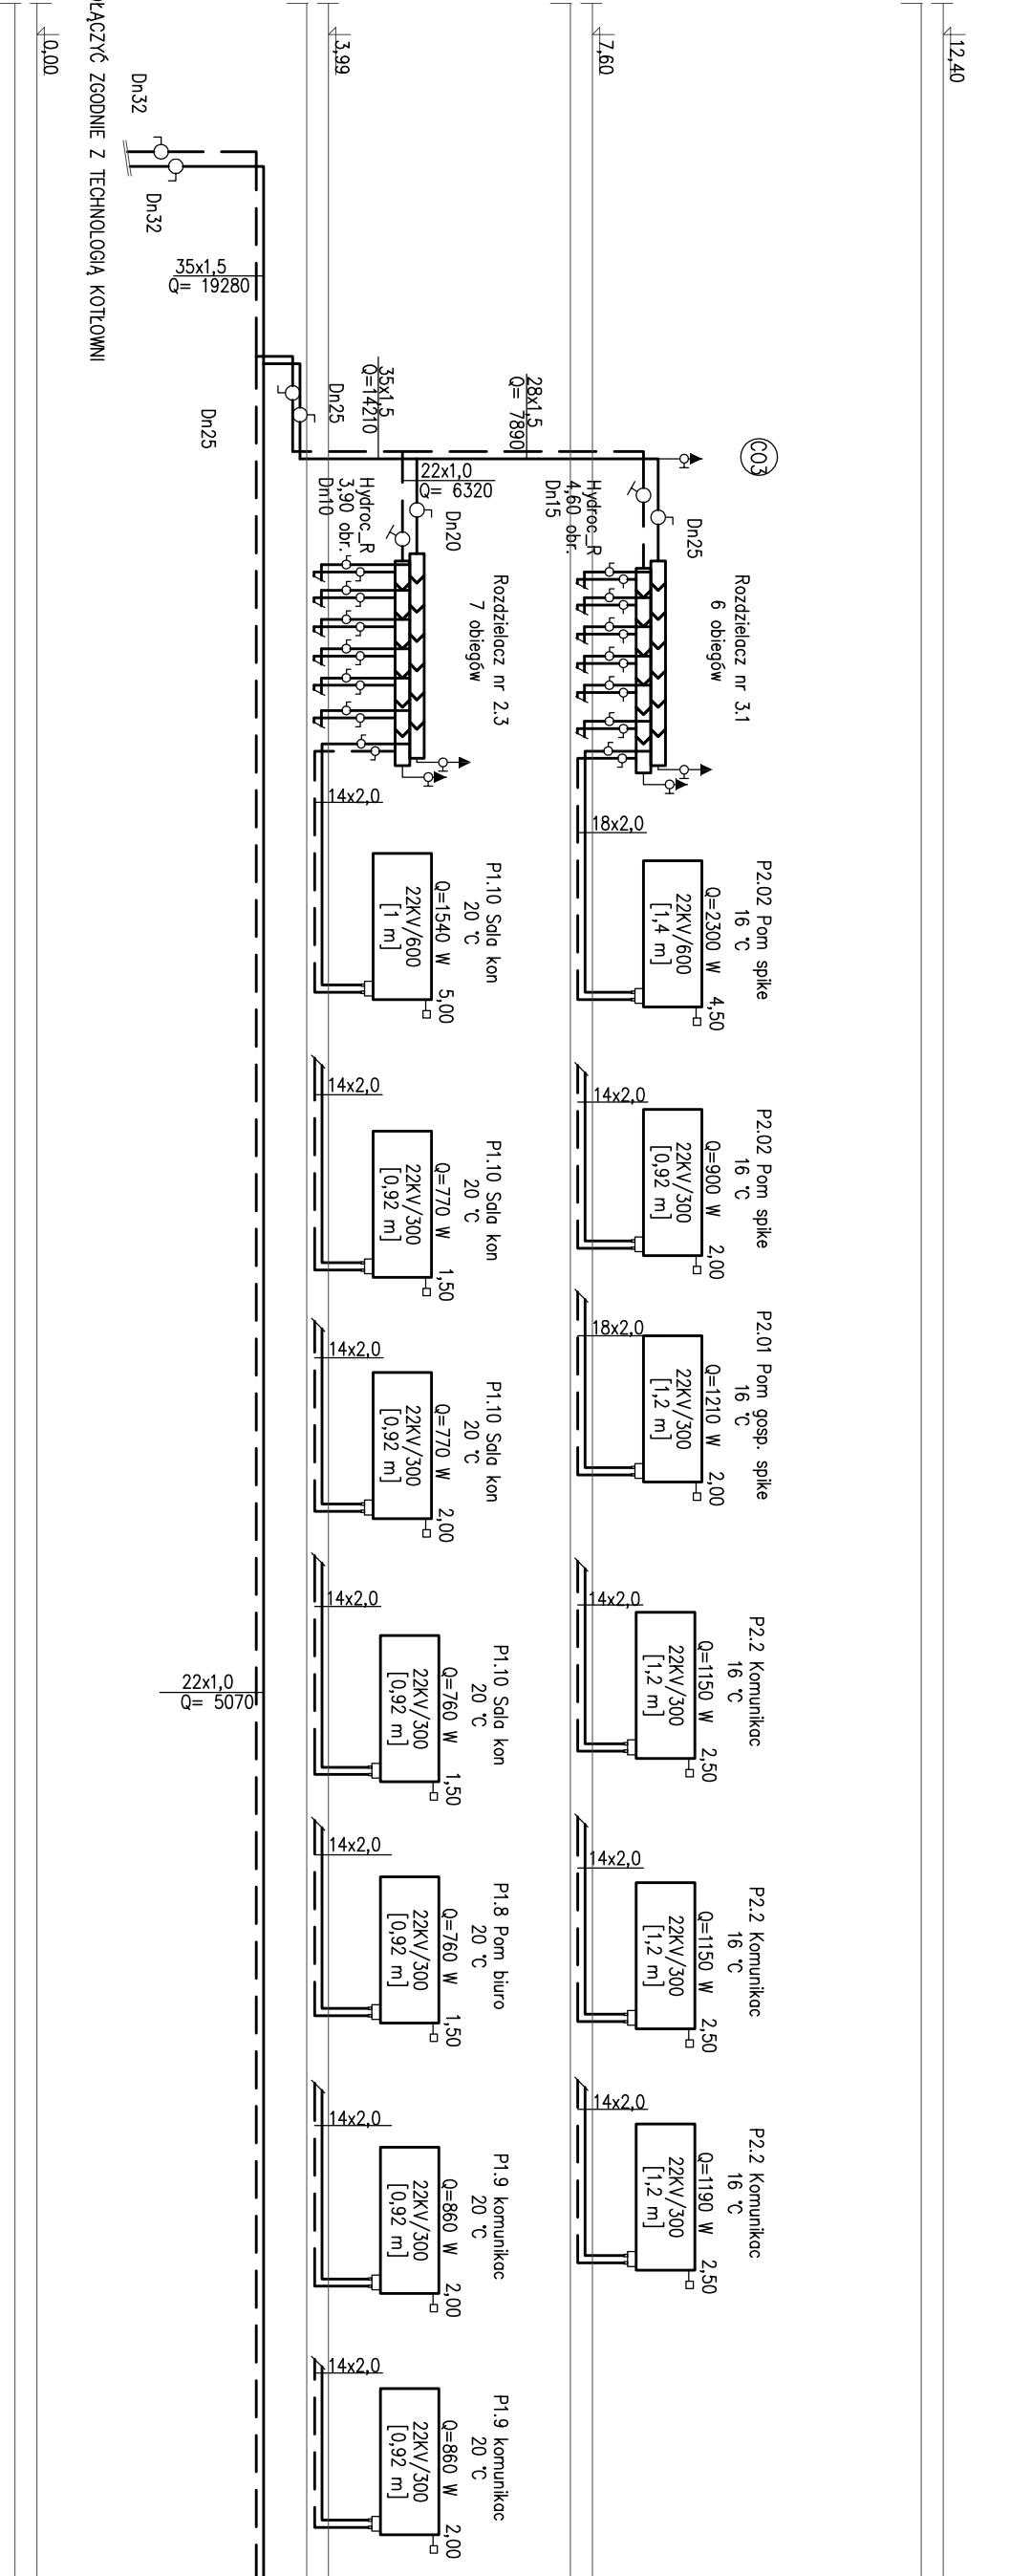 12,40
7,60
3,99
0,00
CO3
Dn25
Rozdzielacz nr 3.1
6 obiegów
28x1,5
Q= 7890
Hydroc_R
4,60 obr.
Dn15
18x2,0
P2.02 Pom spike
16 °C
Q=2300 W
4,50
22KV/600
[1,4 m]
14x2,0
P2.02 Pom spike
16 °C
Q=900 W
2,00
22KV/300
[0,92 m]
18x2,0
P2.01 Pom gosp. spike
16 °C
Q=1210 W
2,00
22KV/300
[1,2 m]
14x2,0
P2.2 Komunikac
16 °C
Q=1150 W
2,50
22KV/300
[1,2 m]
14x2,0
P2.2 Komunikac
16 °C
Q=1150 W
2,50
22KV/300
[1,2 m]
14x2,0
P2.2 Komunikac
16 °C
Q=1190 W
2,50
22KV/300
[1,2 m]
Rozdzielacz nr 2.3
7 obiegów
Dn20
22x1,0
Q= 6320
35x1,5
Q=14210
Hydroc_R
3,90 obr.
Dn10
Dn25
14x2,0
P1.10 Sala kon
20 °C
Q=1540 W
5,00
22KV/600
[1 m]
14x2,0
P1.10 Sala kon
20 °C
Q=770 W
1,50
22KV/300
[0,92 m]
14x2,0
P1.10 Sala kon
20 °C
Q=770 W
2,00
22KV/300
[0,92 m]
14x2,0
P1.10 Sala kon
20 °C
Q=760 W
1,50
22KV/300
[0,92 m]
14x2,0
P1.8 Pom biuro
20 °C
Q=760 W
1,50
22KV/300
[0,92 m]
14x2,0
P1.9 komunikac
20 °C
Q=860 W
2,00
22KV/300
[0,92 m]
14x2,0
P1.9 komunikac
20 °C
Q=860 W
2,00
22KV/300
[0,92 m]
Dn32
Dn32
35x1,5
Q= 19280
Dn25
22x1,0
Q= 5070
ŁĄCZYĆ ZGODNIE Z TECHNOLOGIĄ KOTŁOWNI